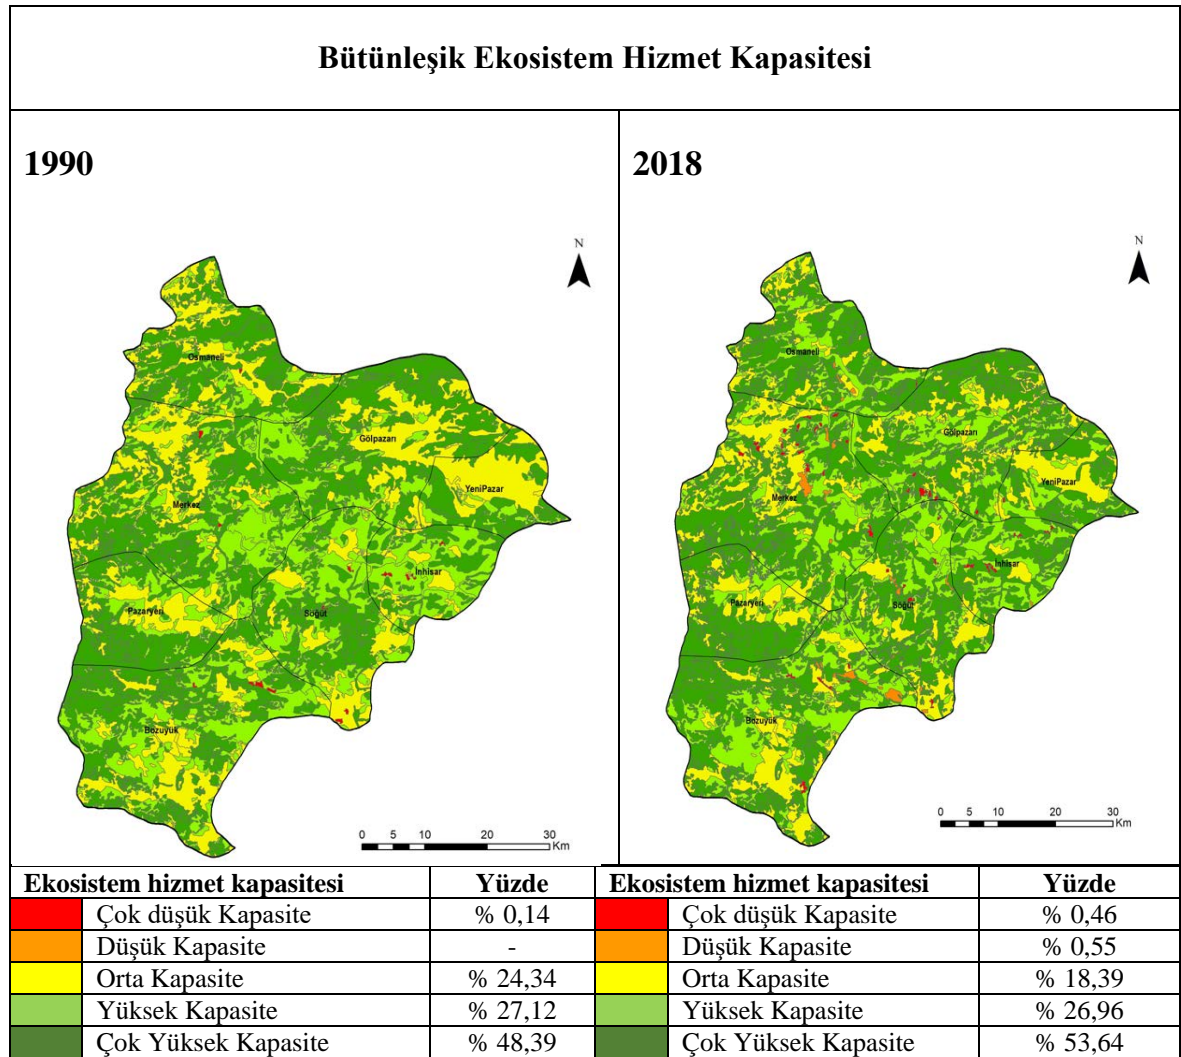 Bütünleşik Ekosistem Hizmet Kapasitesi
1990
2018
N
Osmaneli
Gölpazarı
YeniPazar
Merkez
İnhisar
Pazaryeri
Söğüt
Bozüyük
0 5 10 20 30
Km
N
Osmaneli
Gölpazarı
YeniPazar
Merkez
İnhisar
Pazaryeri
Söğüt
Bozüyük
0 5 10 20 30
Km
Ekosistem hizmet kapasitesi Yüzde Ekosistem hizmet kapasitesi Yüzde
Çok düşük Kapasite % 0,14 Çok düşük Kapasite % 0,46
Düşük Kapasite - Düşük Kapasite % 0,55
Orta Kapasite % 24,34 Orta Kapasite % 18,39
Yüksek Kapasite % 27,12 Yüksek Kapasite % 26,96
Çok Yüksek Kapasite % 48,39 Çok Yüksek Kapasite % 53,64